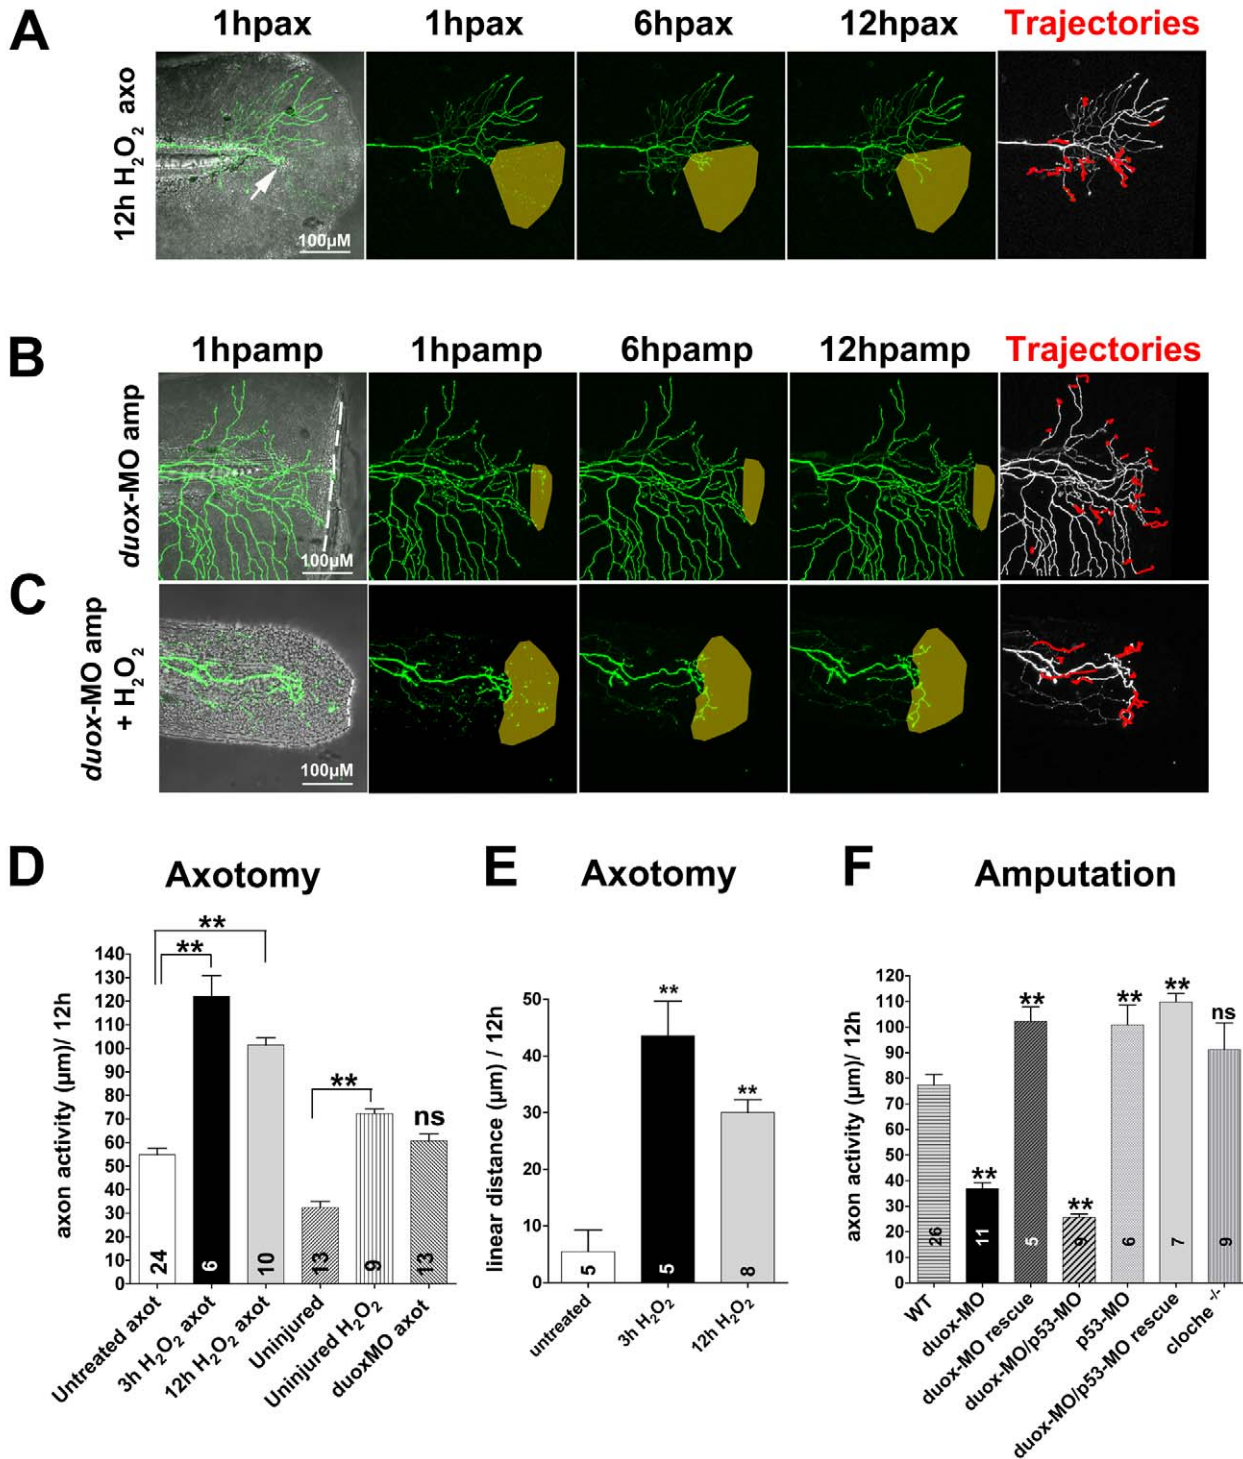 A
1hpax
1hpax
6hpax
12hpax
Trajectories
12h H₂O₂ axo
100µM
B
1hpamp
1hpamp
6hpamp
12hpamp
Trajectories
duox-MO amp
100µM
C
duox-MO amp
+ H₂O₂
100µM
D
Axotomy
axon activity (µm)/ 12h
140
130
120
110
100
90
80
70
60
50
40
30
20
10
0
**
**
**
ns
24
6
10
13
9
13
Untreated axot
3h H₂O₂ axot
12h H₂O₂ axot
Uninjured
Uninjured H₂O₂
duoxMO axot
E
Axotomy
linear distance (µm) / 12h
50
40
30
20
10
0
**
**
5
5
8
untreated
3h H₂O₂
12h H₂O₂
F
Amputation
axon activity (µm)/ 12h
120
110
100
90
80
70
60
50
40
30
20
10
0
**
**
**
**
**
ns
26
11
5
9
6
7
9
WT
duox-MO
duox-MO rescue
duox-MO/p53-MO
p53-MO
duox-MO/p53-MO rescue
cloche -/-